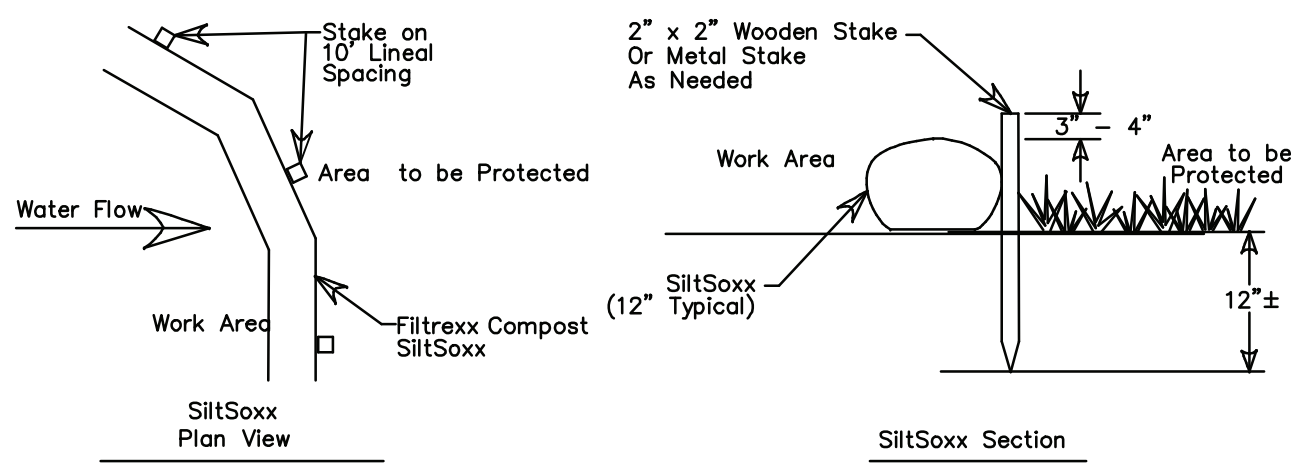 Stake on
10' Lineal
Spacing
Area to be Protected
Water Flow
Work Area
Filtrexx Compost
SiltSoxx
SiltSoxx
Plan View
2" x 2" Wooden Stake
Or Metal Stake
As Needed
3" - 4"
Work Area
Area to be
Protected
SiltSoxx
(12" Typical)
12"±
SiltSoxx Section